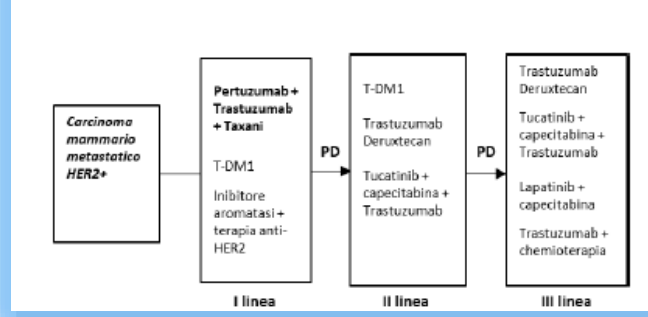 Carcinoma
mammario
metastatico
HER2+
Pertuzumab +
Trastuzumab
+ Taxani
T-DM1
Inibitore
aromatasi +
terapia anti-
HER2
I linea
PD
T-DM1
Trastuzumab
Deruxtecan
Tucatinib +
capecitabina +
Trastuzumab
II linea
PD
Trastuzumab
Deruxtecan
Tucatinib +
capecitabina +
Trastuzumab
Lapatinib +
capecitabina
Trastuzumab +
chemioterapia
III linea